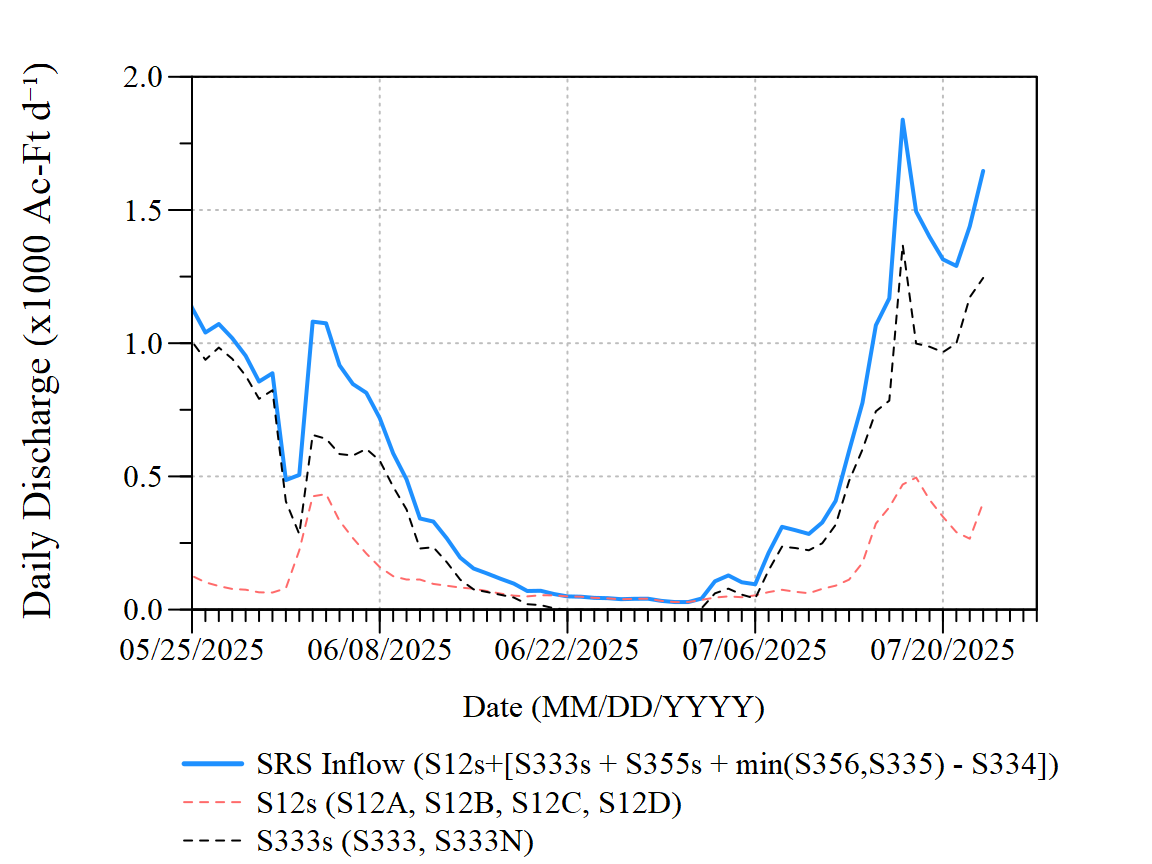 Daily Discharge (x1000 Ac-Ft d⁻¹)
2.0
1.5
1.0
0.5
0.0
05/25/2025 06/08/2025 06/22/2025 07/06/2025 07/20/2025
Date (MM/DD/YYYY)
SRS Inflow (S12s+[S333s + S355s + min(S356,S335) - S334])
S12s (S12A, S12B, S12C, S12D)
S333s (S333, S333N)